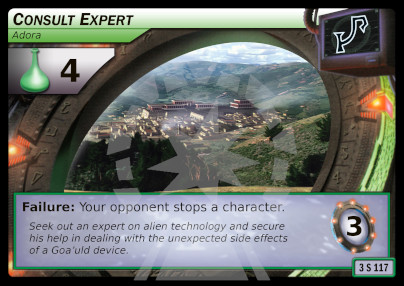 CONSULT EXPERT
Adora
4
Failure: Your opponent stops a character.
Seek out an expert on alien technology and secure
his help in dealing with the unexpected side effects
of a Goa'uld device.
3
3 S 117